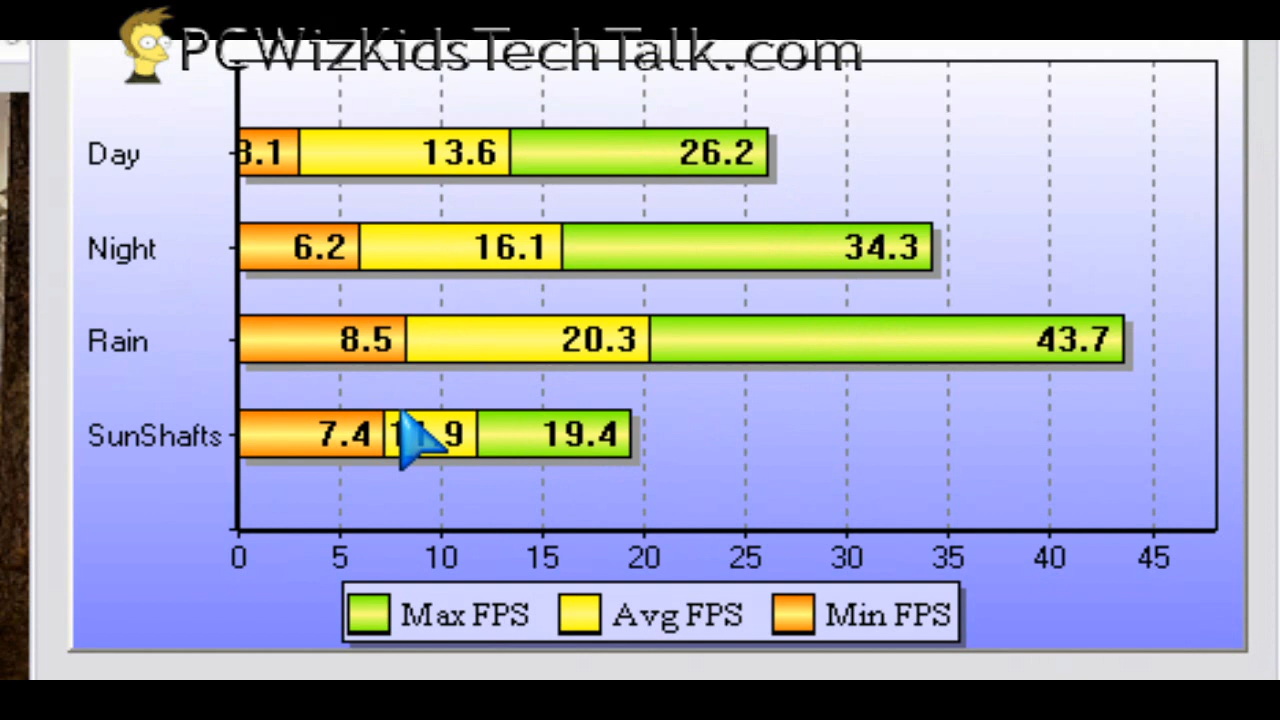 PCWizKidsTechTalk.com
Day 3.1 13.6 26.2
Night 6.2 16.1 34.3
Rain 8.5 20.3 43.7
SunShafts 7.4 19.4
0 5 10 15 20 25 30 35 40 45
Max FPS Avg FPS Min FPS